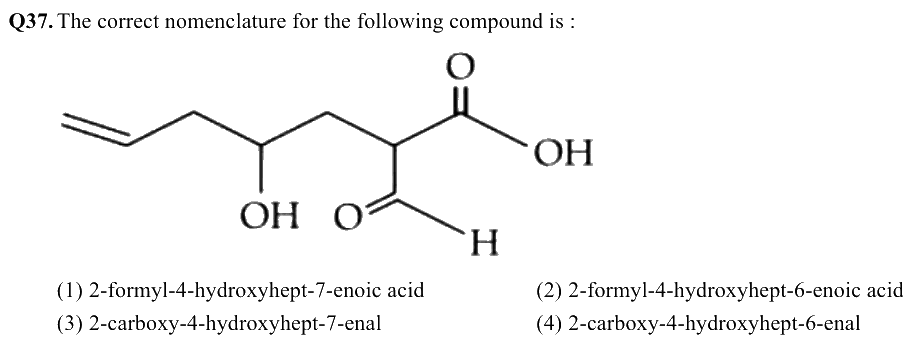 Q37. The correct nomenclature for the following compound is :
O
OH
OH O
H
(1) 2-formyl-4-hydroxyhept-7-enoic acid (2) 2-formyl-4-hydroxyhept-6-enoic acid
(3) 2-carboxy-4-hydroxyhept-7-enal (4) 2-carboxy-4-hydroxyhept-6-enal